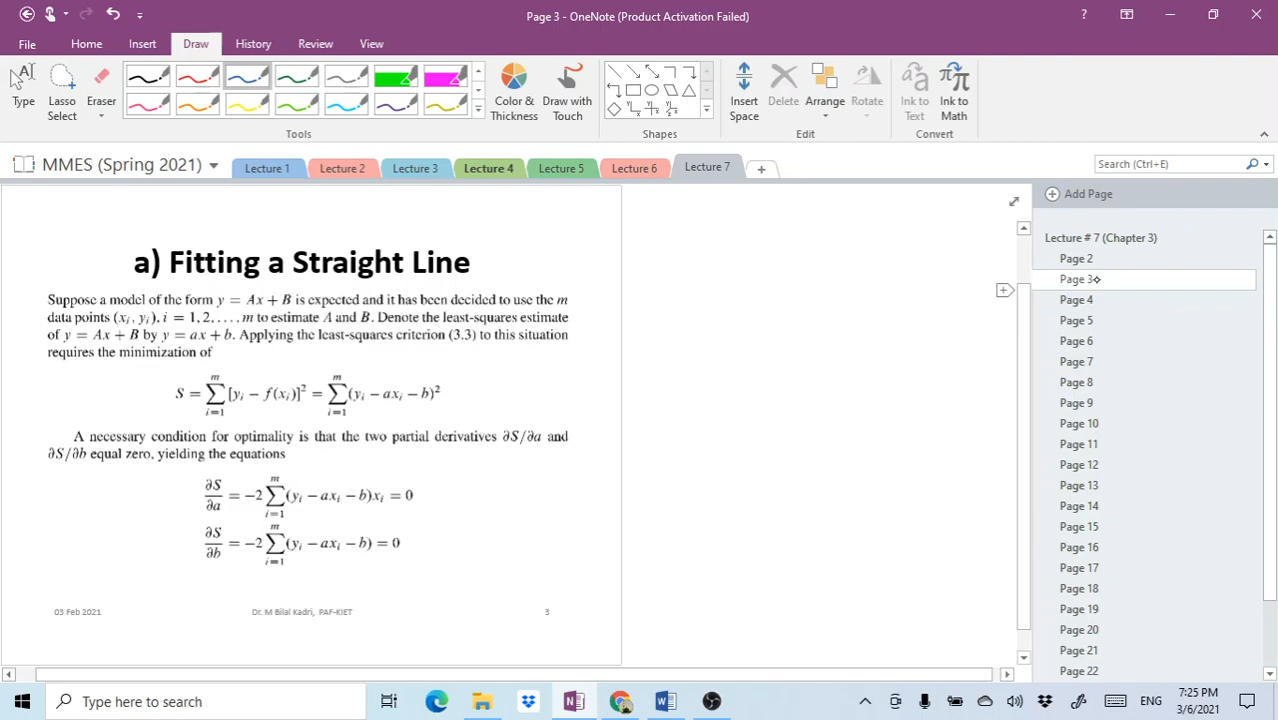 Page 3 - OneNote (Product Activation Failed)
File Home Insert Draw History Review View
Type Lasso Select Eraser Color & Thickness Draw with Touch Insert Space Delete Arrange Rotate Ink to Text Ink to Math
Tools Shapes Edit Convert
MMES (Spring 2021) Lecture 1 Lecture 2 Lecture 3 Lecture 4 Lecture 5 Lecture 6 Lecture 7 Search (Ctrl+E)
a) Fitting a Straight Line
Suppose a model of the form y = Ax + B is expected and it has been decided to use the m
data points (xᵢ, yᵢ), i = 1, 2, . . . , m to estimate A and B. Denote the least-squares estimate
of y = Ax + B by y = ax + b. Applying the least-squares criterion (3.3) to this situation
requires the minimization of
S = ∑ᵢ₌₁ᵐ [yᵢ − f(xᵢ)]² = ∑ᵢ₌₁ᵐ (yᵢ − axᵢ − b)²
A necessary condition for optimality is that the two partial derivatives ∂S/∂a and
∂S/∂b equal zero, yielding the equations
∂S/∂a = −2 ∑ᵢ₌₁ᵐ (yᵢ − axᵢ − b)xᵢ = 0
∂S/∂b = −2 ∑ᵢ₌₁ᵐ (yᵢ − axᵢ − b) = 0
03 Feb 2021 Dr. M Bilal Kadri, PAF-KIET 3
Add Page
Lecture # 7 (Chapter 3)
Page 2
Page 3
Page 4
Page 5
Page 6
Page 7
Page 8
Page 9
Page 10
Page 11
Page 12
Page 13
Page 14
Page 15
Page 16
Page 17
Page 18
Page 19
Page 20
Page 21
Page 22
Type here to search
ENG
7:25 PM
3/6/2021